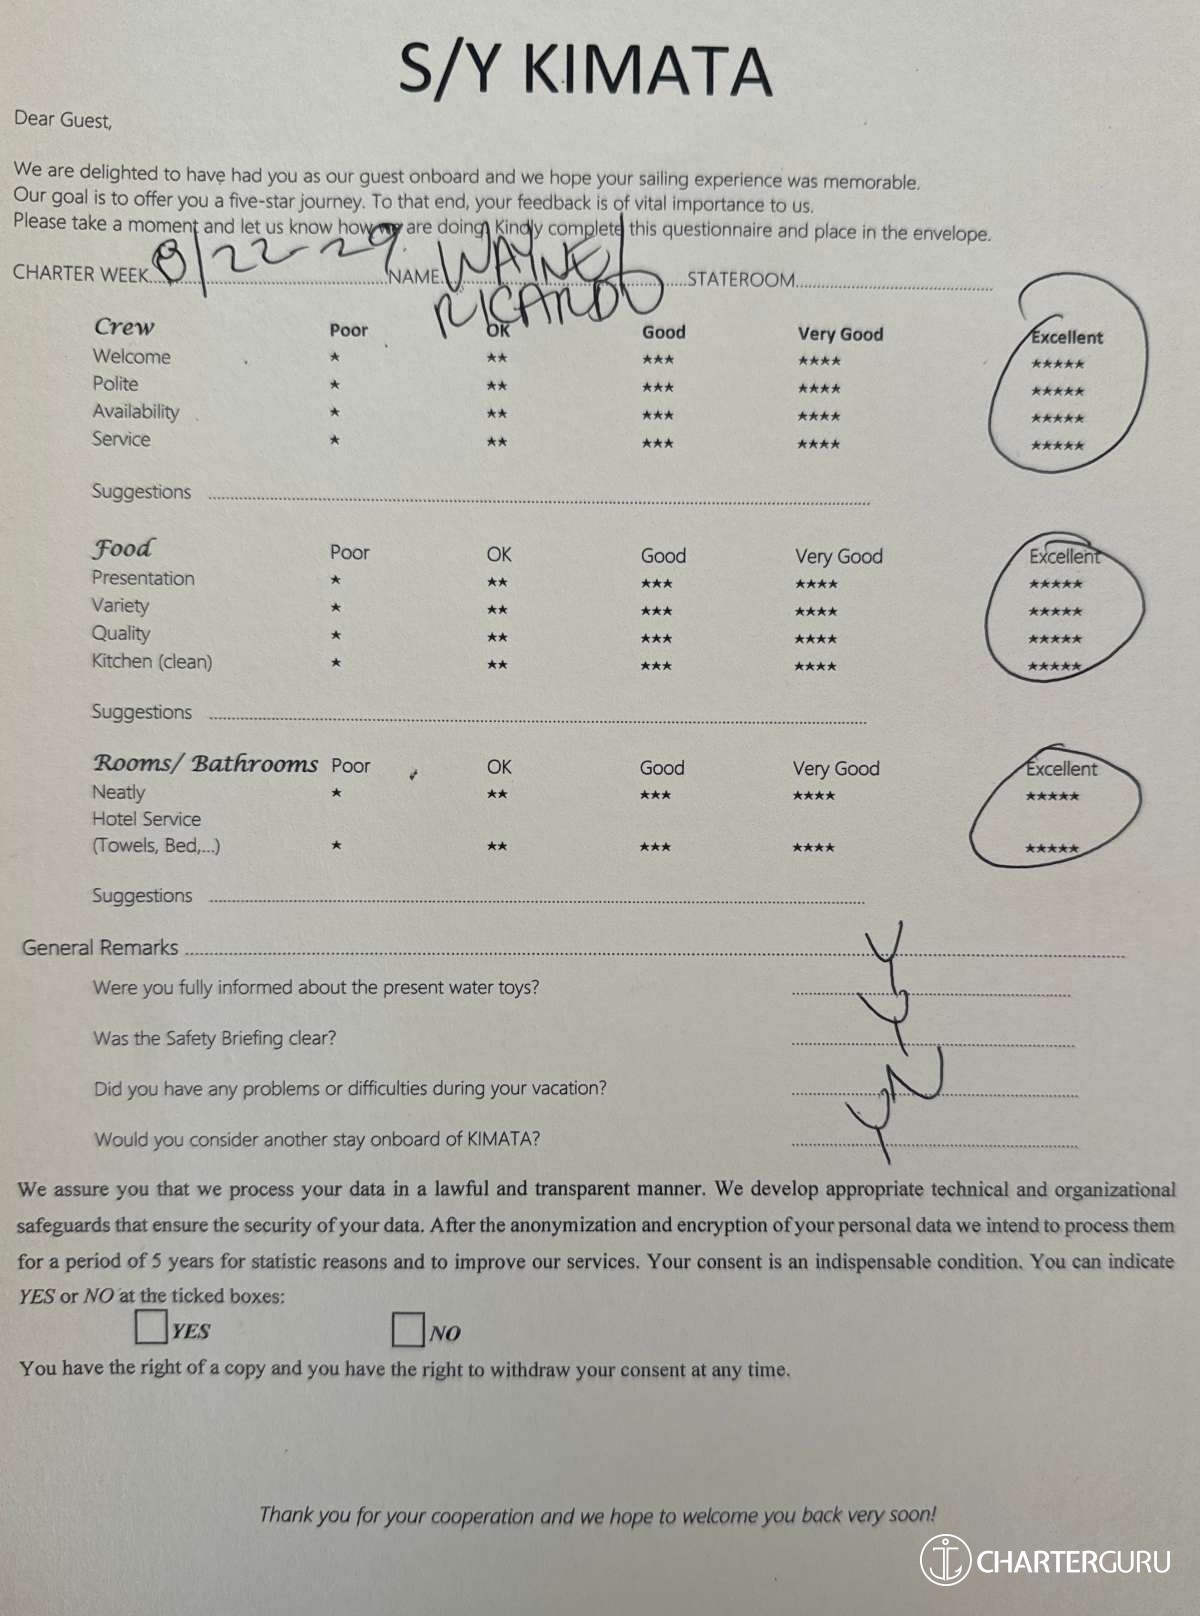 S/Y KIMATA
Dear Guest,
We are delighted to have had you as our guest onboard and we hope your sailing experience was memorable.
Our goal is to offer you a five-star journey. To that end, your feedback is of vital importance to us.
Please take a moment and let us know how we are doing. Kindly complete this questionnaire and place in the envelope.
CHARTER WEEK 8/22-29 NAME WAYNE/ STATEROOM
RICARDO
Crew Poor OK Good Very Good Excellent
Welcome ★ ★★ ★★★ ★★★★ ★★★★★
Polite ★ ★★ ★★★ ★★★★ ★★★★★
Availability ★ ★★ ★★★ ★★★★ ★★★★★
Service ★ ★★ ★★★ ★★★★ ★★★★★
Suggestions
Food Poor OK Good Very Good Excellent
Presentation ★ ★★ ★★★ ★★★★ ★★★★★
Variety ★ ★★ ★★★ ★★★★ ★★★★★
Quality ★ ★★ ★★★ ★★★★ ★★★★★
Kitchen (clean) ★ ★★ ★★★ ★★★★ ★★★★★
Suggestions
Rooms/ Bathrooms Poor OK Good Very Good Excellent
Neatly ★ ★★ ★★★ ★★★★ ★★★★★
Hotel Service
(Towels, Bed,...) ★ ★★ ★★★ ★★★★ ★★★★★
Suggestions
General Remarks
Were you fully informed about the present water toys? Y
Was the Safety Briefing clear? Y
Did you have any problems or difficulties during your vacation? N
Would you consider another stay onboard of KIMATA? Y
We assure you that we process your data in a lawful and transparent manner. We develop appropriate technical and organizational
safeguards that ensure the security of your data. After the anonymization and encryption of your personal data we intend to process them
for a period of 5 years for statistic reasons and to improve our services. Your consent is an indispensable condition. You can indicate
YES or NO at the ticked boxes:
YES NO
You have the right of a copy and you have the right to withdraw your consent at any time.
Thank you for your cooperation and we hope to welcome you back very soon!
CHARTERGURU